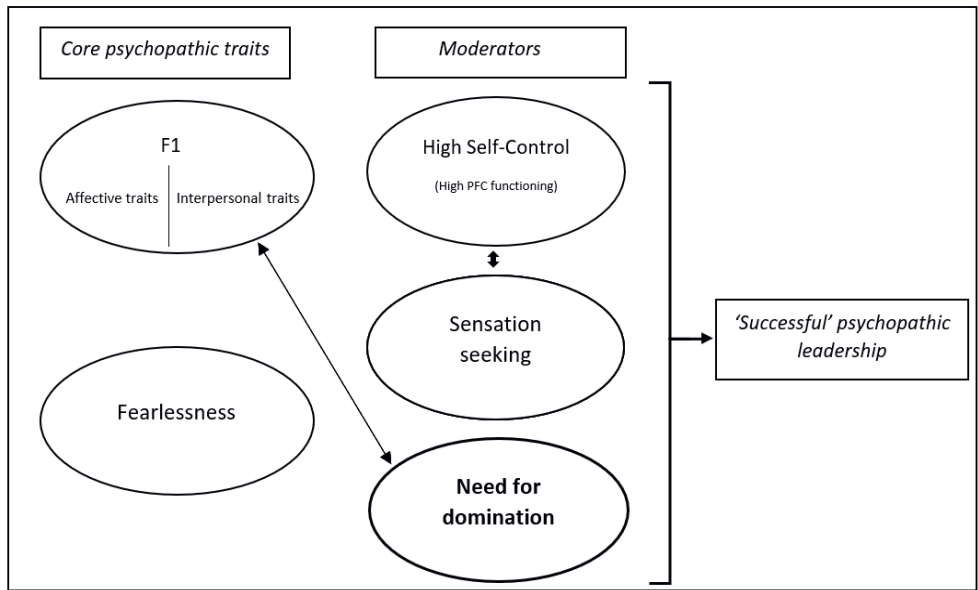 Core psychopathic traits
Moderators
F1
Affective traits
Interpersonal traits
High Self-Control
(High PFC functioning)
Sensation
seeking
Fearlessness
Need for
domination
‘Successful’ psychopathic
leadership